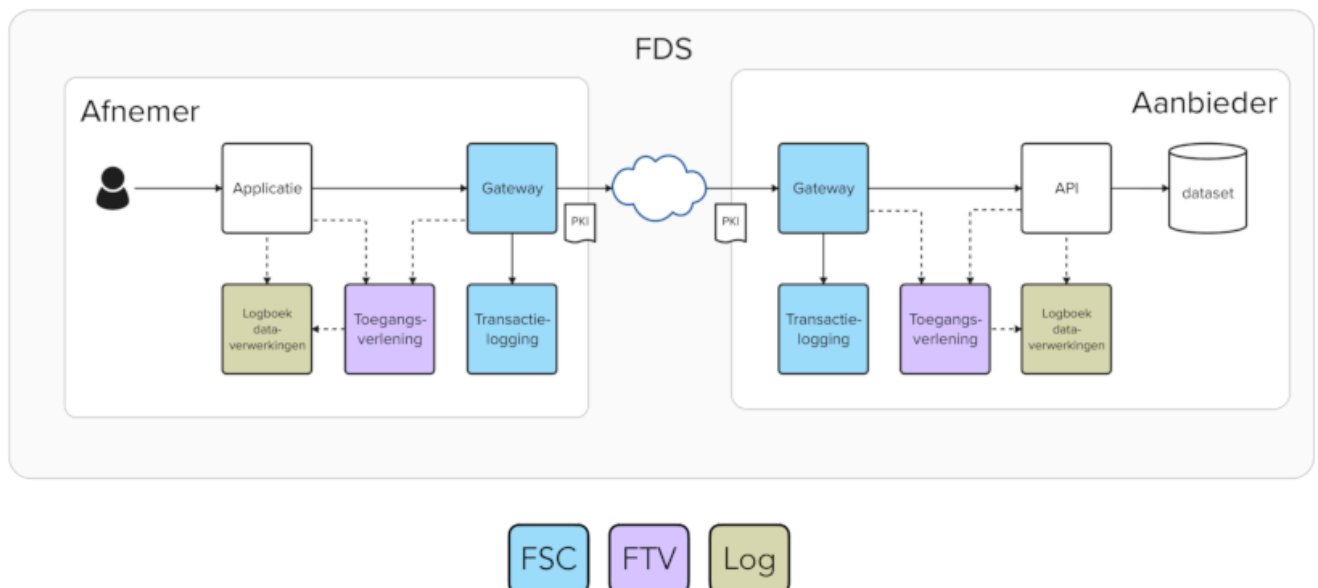 FDS
Afnemer
Aanbieder
Applicatie
Gateway
PKI
PKI
Gateway
API
dataset
Logboek
data-
verwerkingen
Toegangs-
verlening
Transactie-
logging
Transactie-
logging
Toegangs-
verlening
Logboek
data-
verwerkingen
FSC
FTV
Log